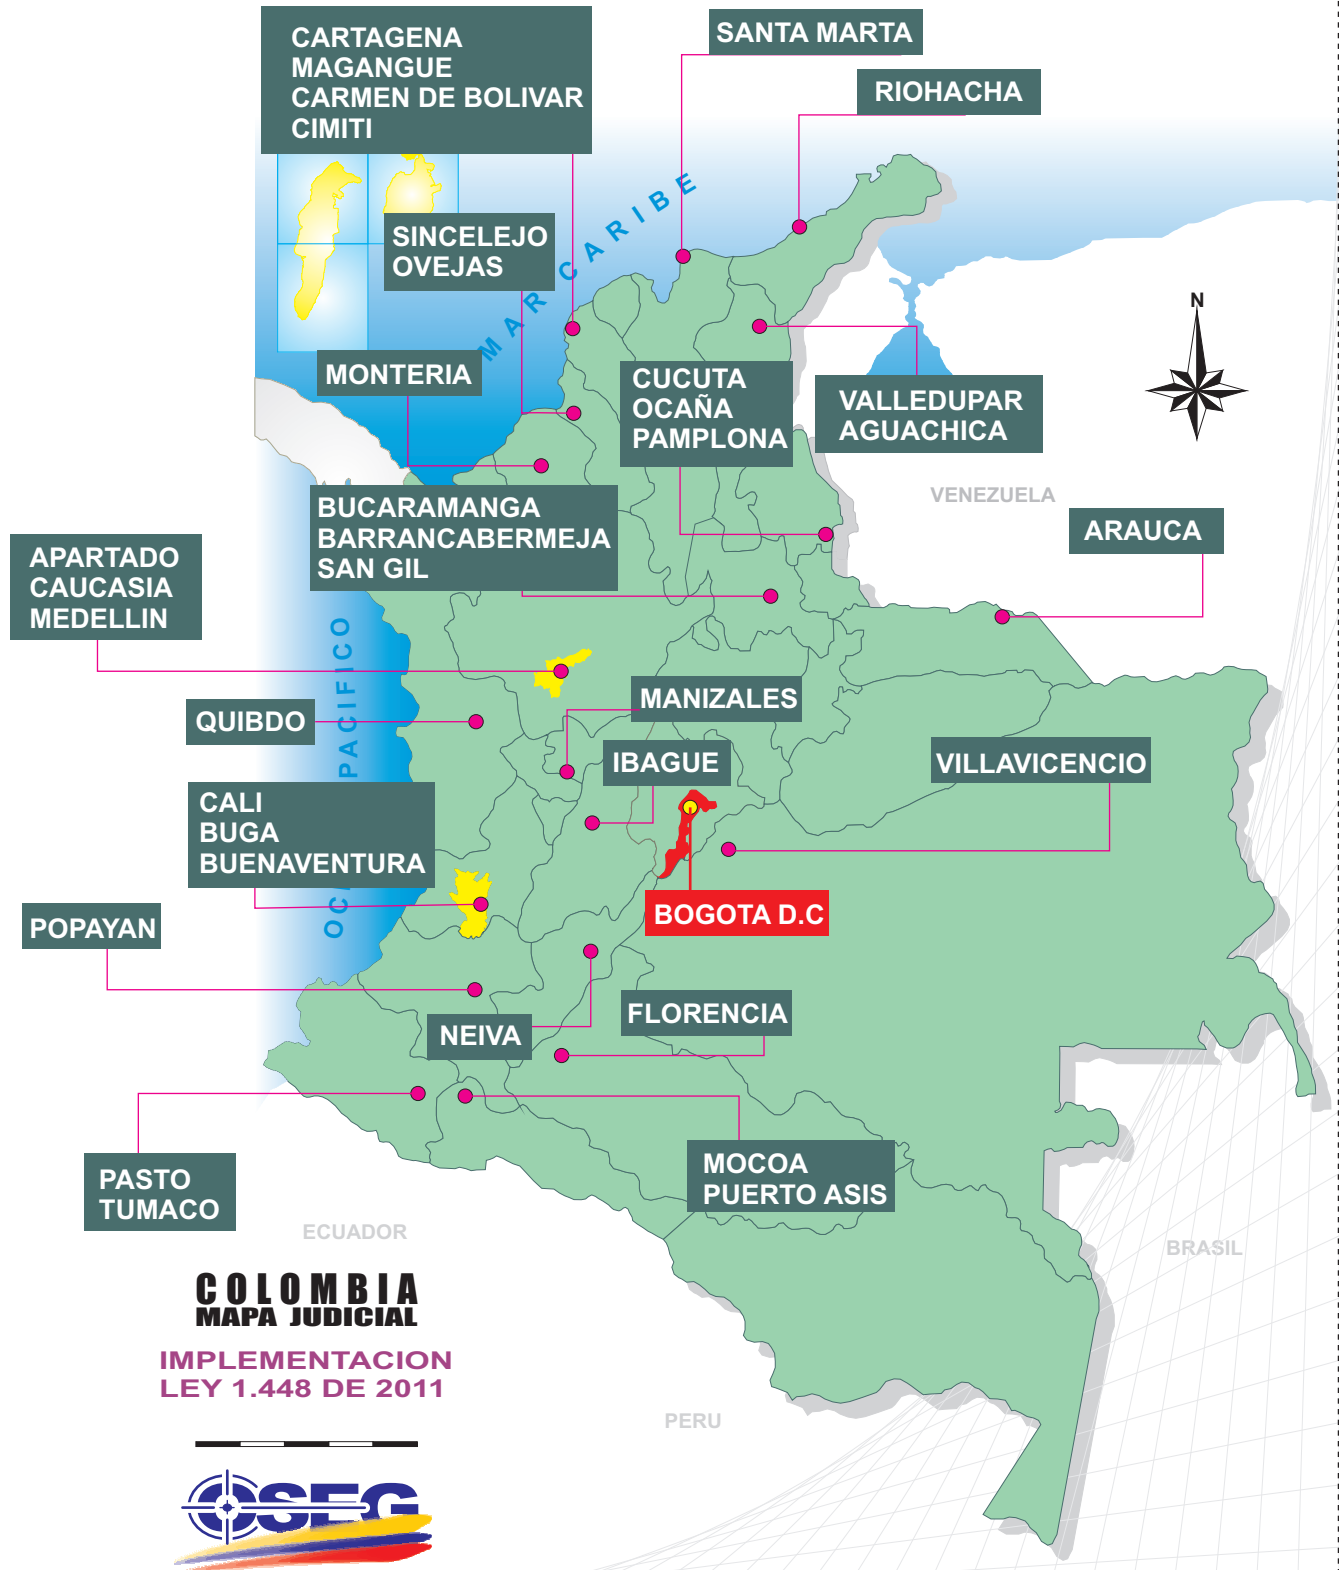 CARTAGENA
MAGANGUE
CARMEN DE BOLIVAR
CIMITI
SANTA MARTA
RIOHACHA
MAR CARIBE
SINCELEJO
OVEJAS
N
MONTERIA
CUCUTA
OCAÑA
PAMPLONA
VALLEDUPAR
AGUACHICA
VENEZUELA
BUCARAMANGA
BARRANCABERMEJA
SAN GIL
ARAUCA
APARTADO
CAUCASIA
MEDELLIN
PACIFICO
QUIBDO
MANIZALES
IBAGUE
VILLAVICENCIO
CALI
BUGA
BUENAVENTURA
POPAYAN
BOGOTA D.C
NEIVA
FLORENCIA
PASTO
TUMACO
MOCOA
PUERTO ASIS
ECUADOR
BRASIL
COLOMBIA
MAPA JUDICIAL
IMPLEMENTACION
LEY 1.448 DE 2011
PERU
OSEG